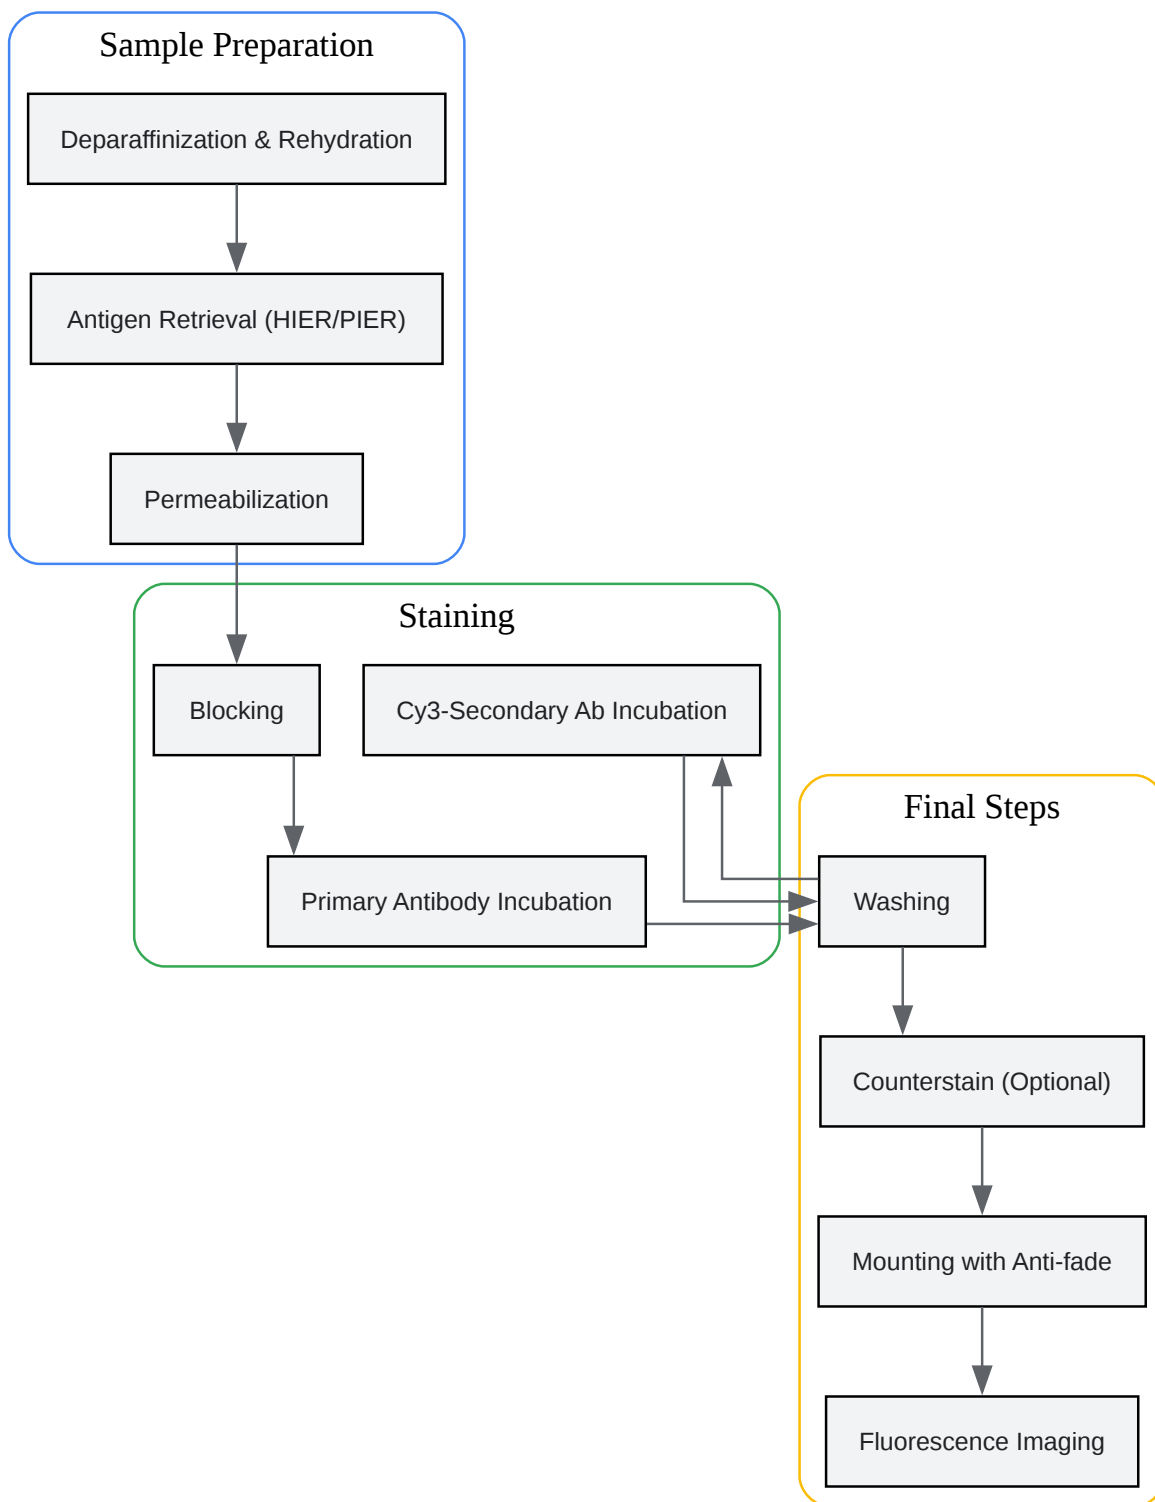 Sample Preparation
Deparaffinization & Rehydration
Antigen Retrieval (HIER/PIER)
Permeabilization
Staining
Blocking
Cy3-Secondary Ab Incubation
Primary Antibody Incubation
Final Steps
Washing
Counterstain (Optional)
Mounting with Anti-fade
Fluorescence Imaging